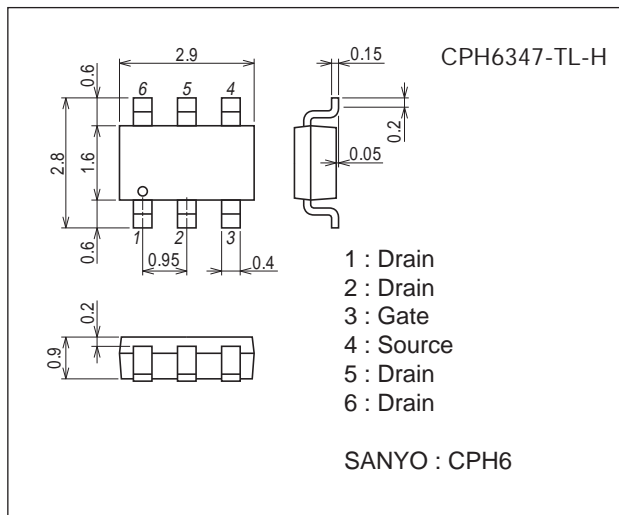 CPH6347-TL-H
2.9
0.15
0.6
6 5 4
0.2
2.8
1.6
0.05
0.6
1 2 3
0.95
0.4
0.2
0.9
1 : Drain
2 : Drain
3 : Gate
4 : Source
5 : Drain
6 : Drain
SANYO : CPH6